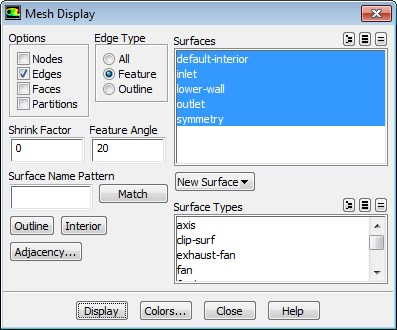 Mesh Display
Options
Nodes
Edges
Faces
Partitions
Edge Type
All
Feature
Outline
Shrink Factor
Feature Angle
0
20
Surface Name Pattern
Match
Outline
Interior
Adjacency...
Surfaces
default-interior
inlet
lower-wall
outlet
symmetry
New Surface
Surface Types
axis
clip-surf
exhaust-fan
fan
Display
Colors...
Close
Help